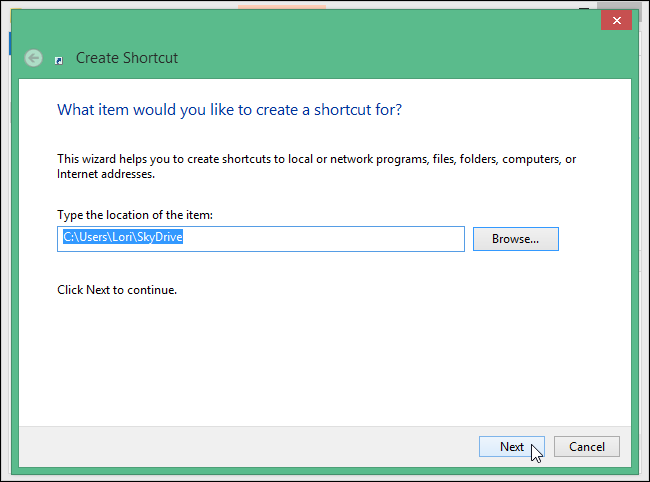 Create Shortcut
What item would you like to create a shortcut for?
This wizard helps you to create shortcuts to local or network programs, files, folders, computers, or
Internet addresses.
Type the location of the item:
C:\Users\Lori\SkyDrive
Browse...
Click Next to continue.
Next
Cancel